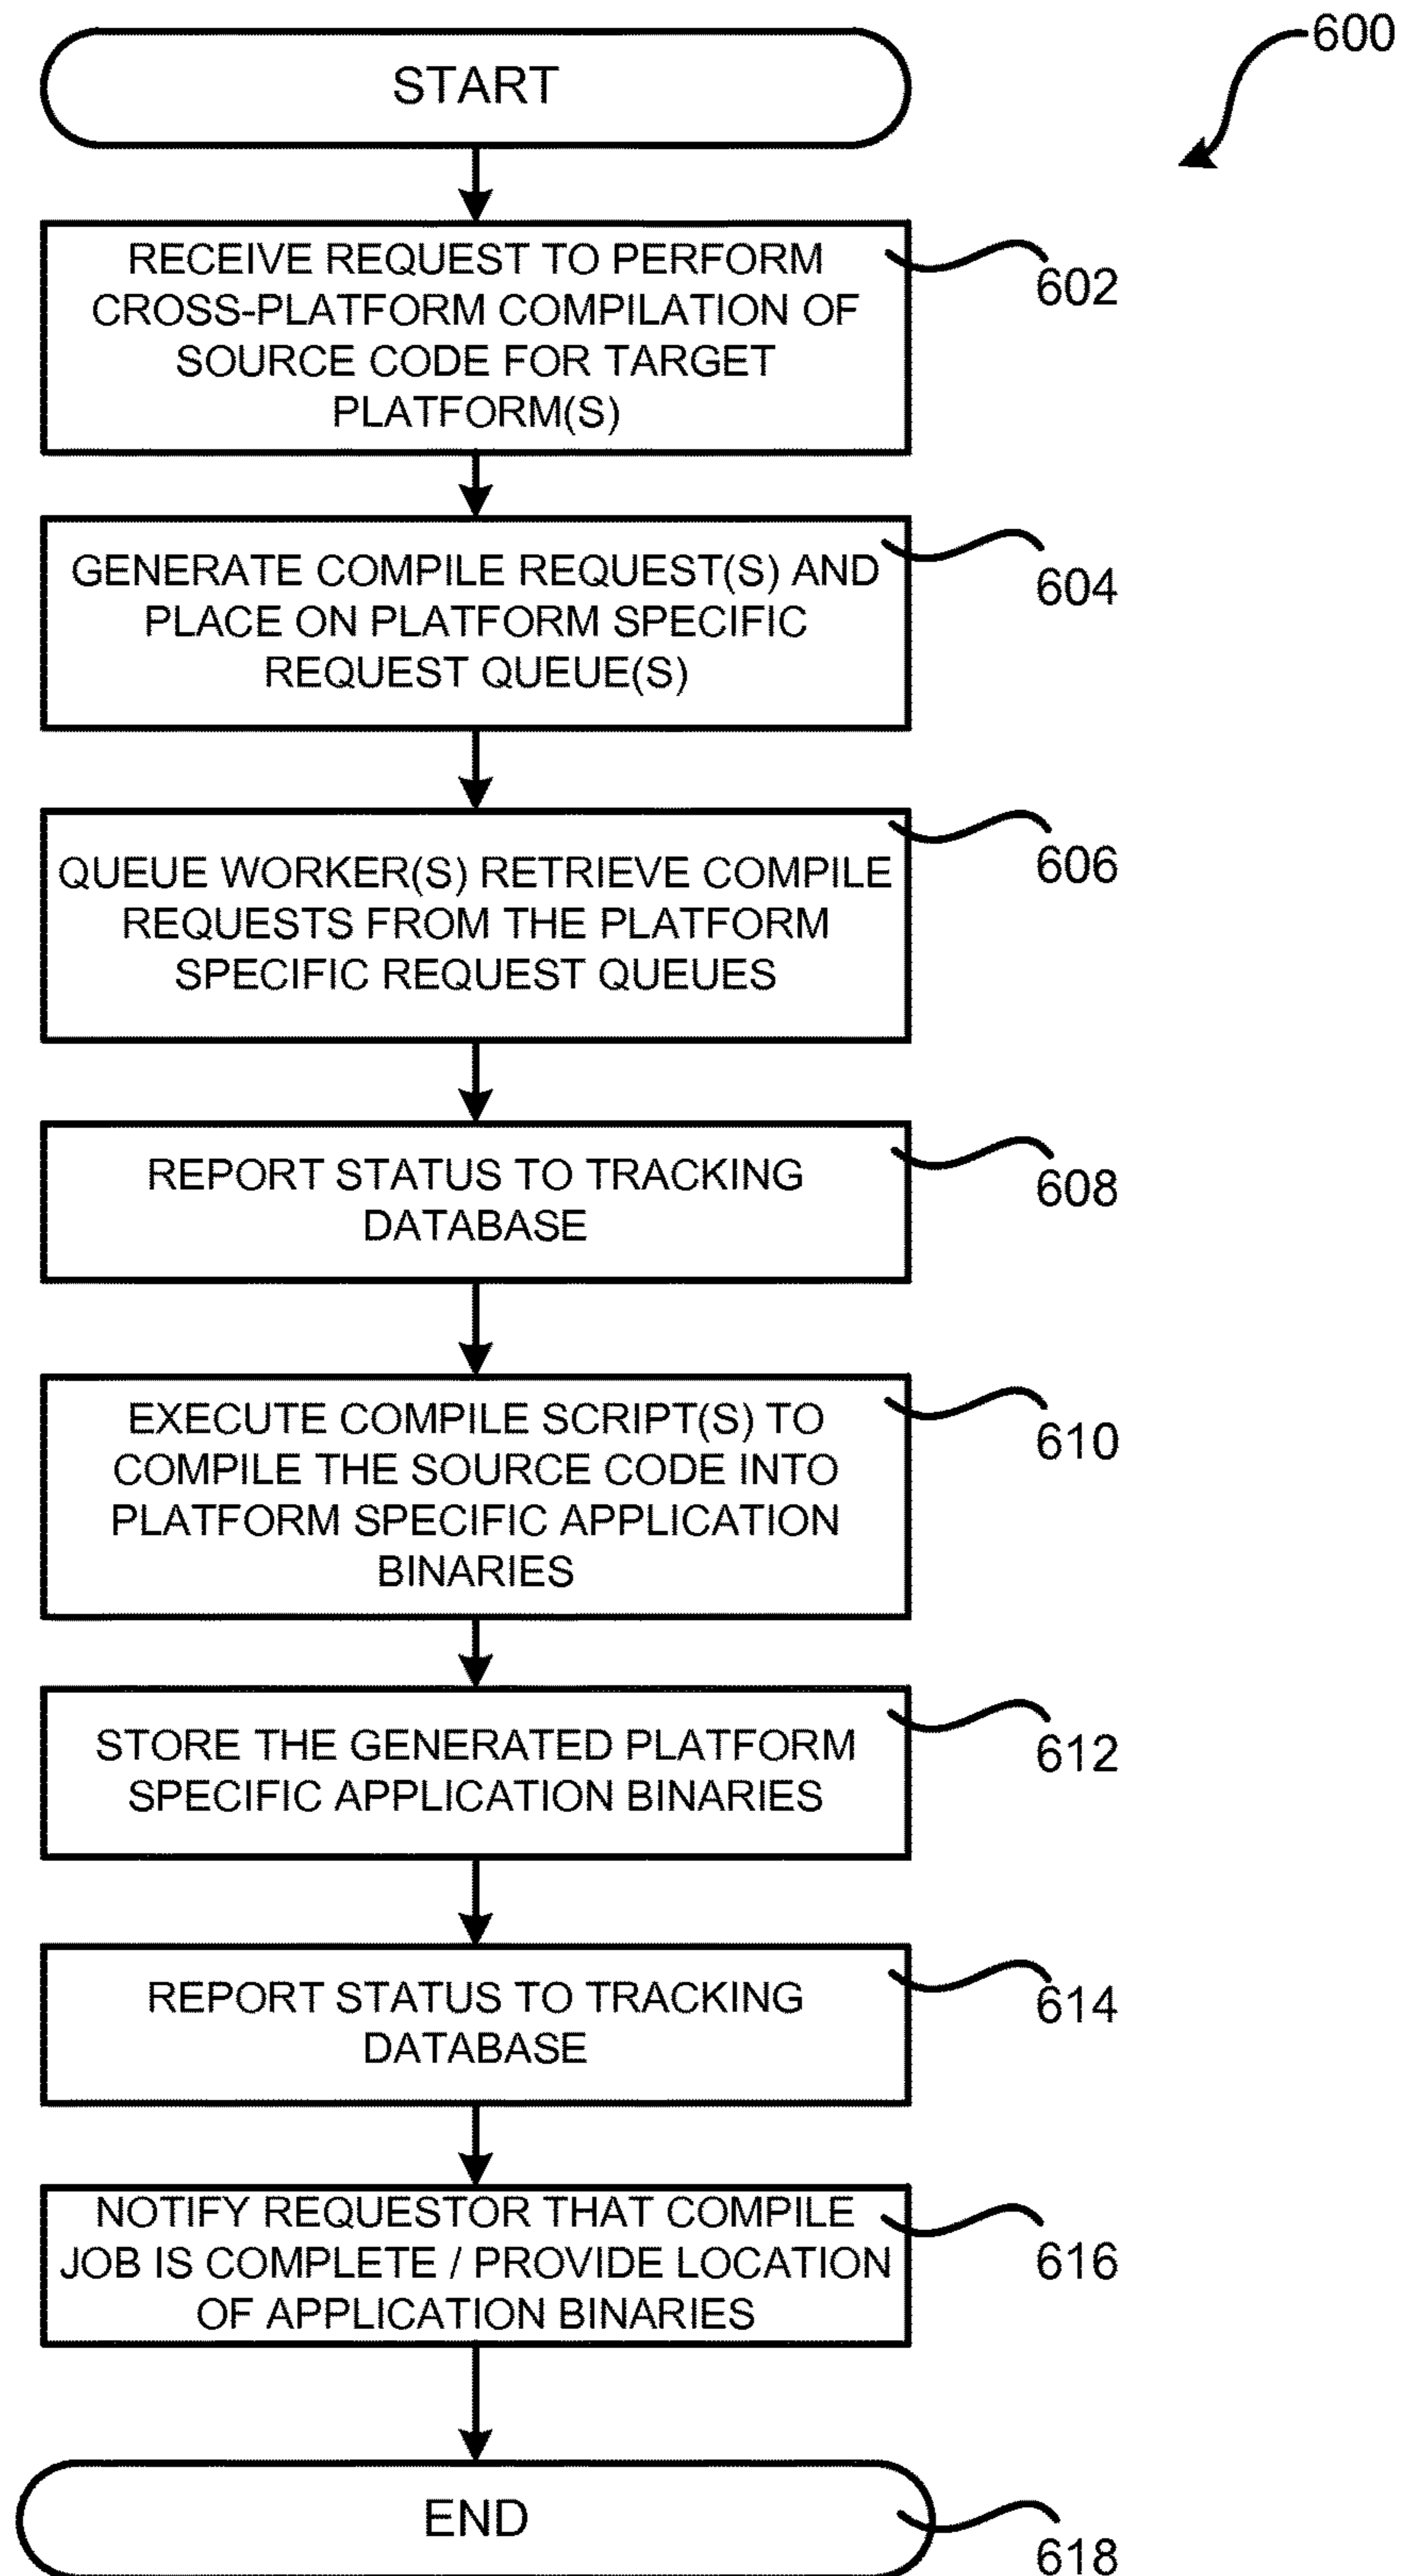 600
START
RECEIVE REQUEST TO PERFORM
CROSS-PLATFORM COMPILATION OF
SOURCE CODE FOR TARGET
PLATFORM(S)
602
GENERATE COMPILE REQUEST(S) AND
PLACE ON PLATFORM SPECIFIC
REQUEST QUEUE(S)
604
QUEUE WORKER(S) RETRIEVE COMPILE
REQUESTS FROM THE PLATFORM
SPECIFIC REQUEST QUEUES
606
REPORT STATUS TO TRACKING
DATABASE
608
EXECUTE COMPILE SCRIPT(S) TO
COMPILE THE SOURCE CODE INTO
PLATFORM SPECIFIC APPLICATION
BINARIES
610
STORE THE GENERATED PLATFORM
SPECIFIC APPLICATION BINARIES
612
REPORT STATUS TO TRACKING
DATABASE
614
NOTIFY REQUESTOR THAT COMPILE
JOB IS COMPLETE / PROVIDE LOCATION
OF APPLICATION BINARIES
616
END
618